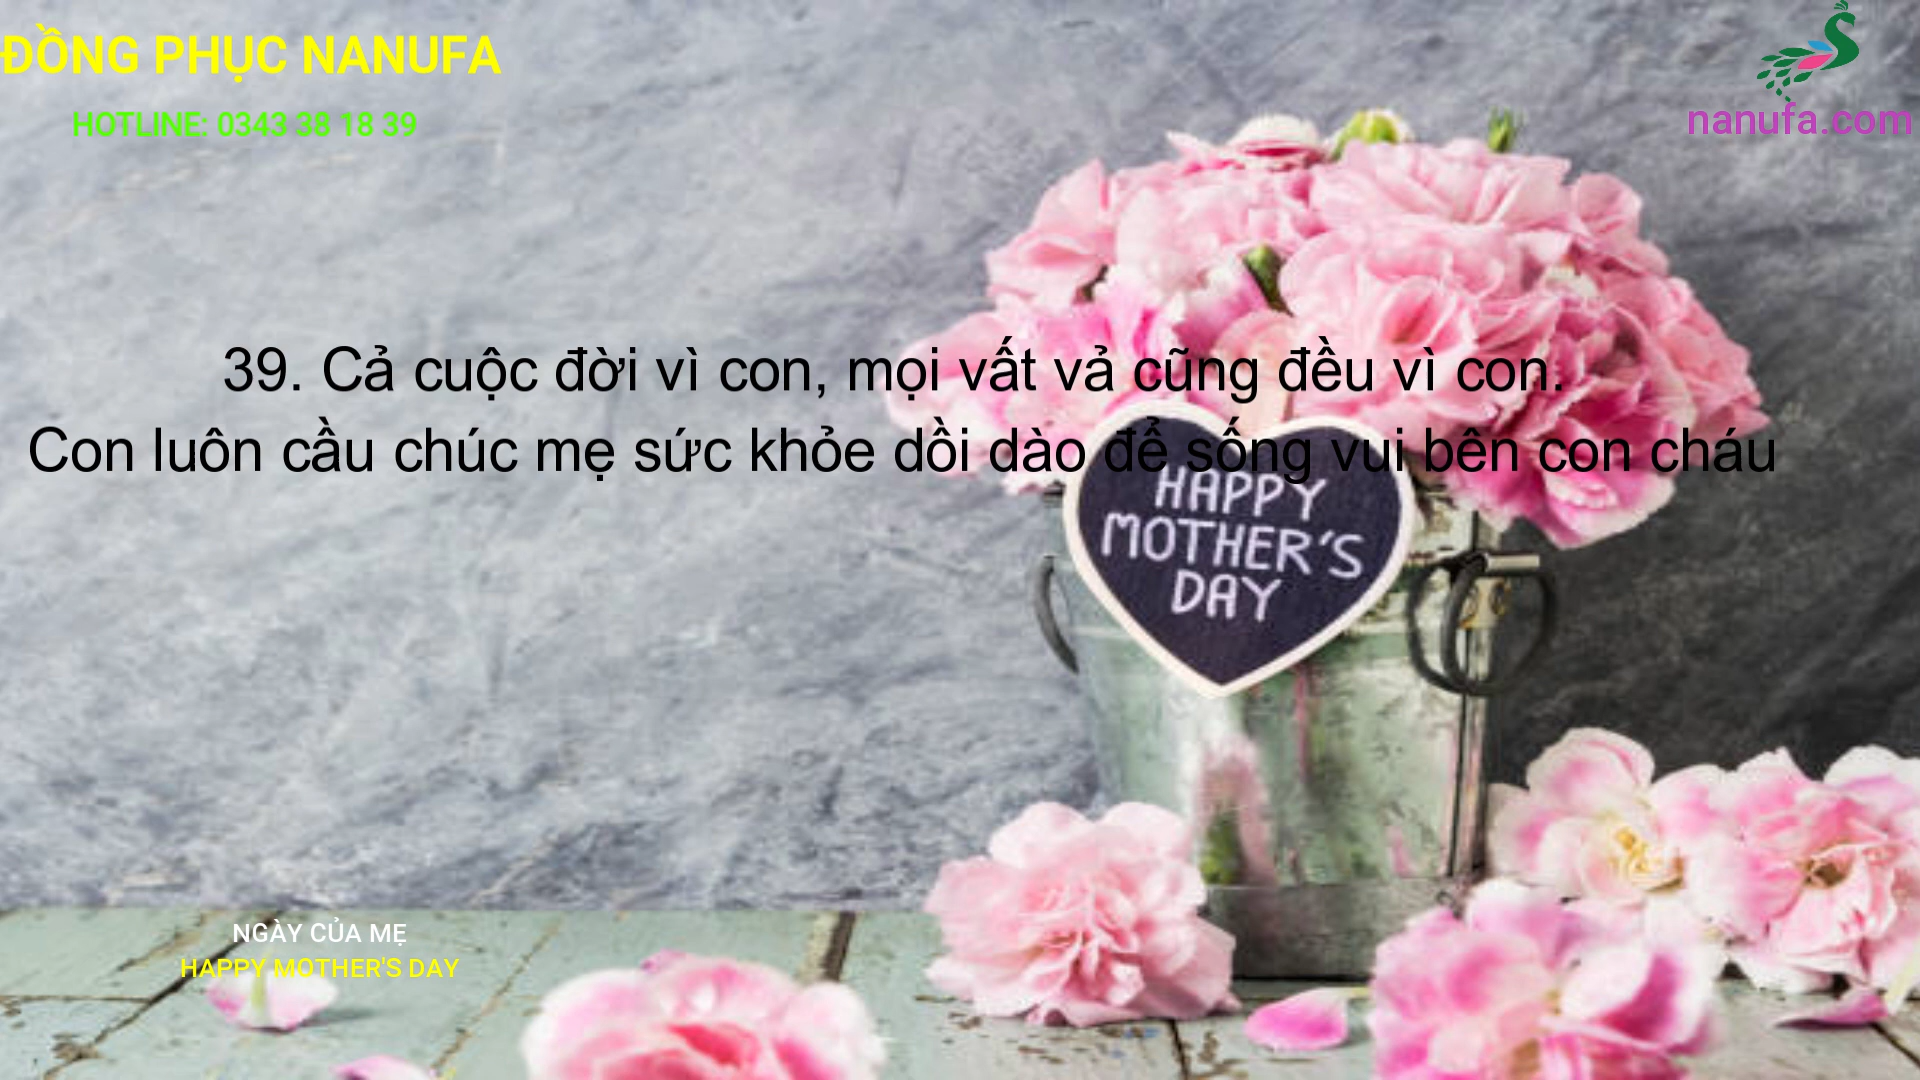 ĐỒNG PHỤC NANUFA
HOTLINE: 0343 38 18 39
nanufa.com
39. Cả cuộc đời vì con, mọi vất vả cũng đều vì con.
Con luôn cầu chúc mẹ sức khỏe dồi dào để sống vui bên con cháu
HAPPY
MOTHER'S
DAY
NGÀY CỦA MẸ
HAPPY MOTHER'S DAY